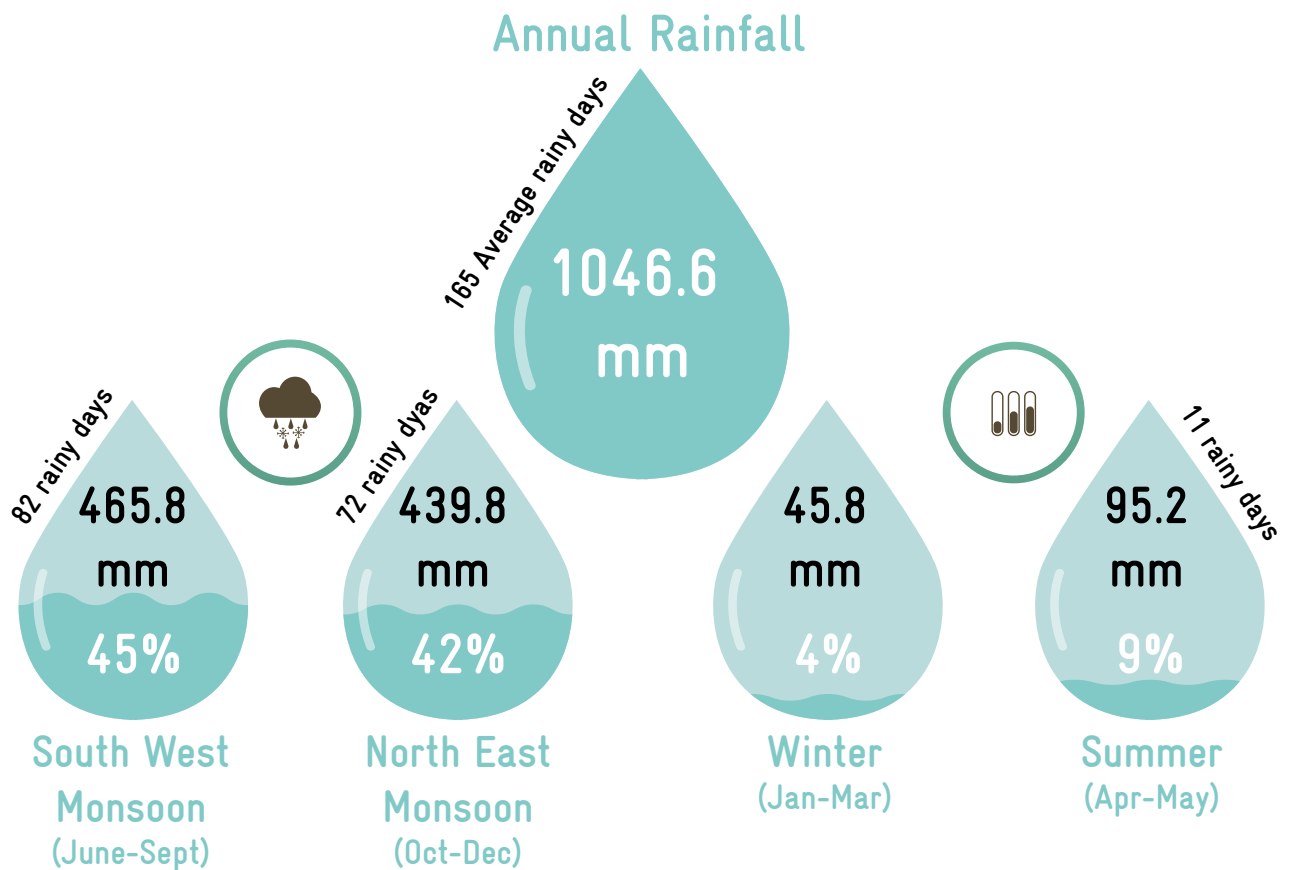 Annual Rainfall
165 Average rainy days
1046.6
mm
82 rainy days
465.8
mm
45%
South West
Monsoon
(June-Sept)
72 rainy dyas
439.8
mm
42%
North East
Monsoon
(Oct-Dec)
45.8
mm
4%
Winter
(Jan-Mar)
11 rainy days
95.2
mm
9%
Summer
(Apr-May)